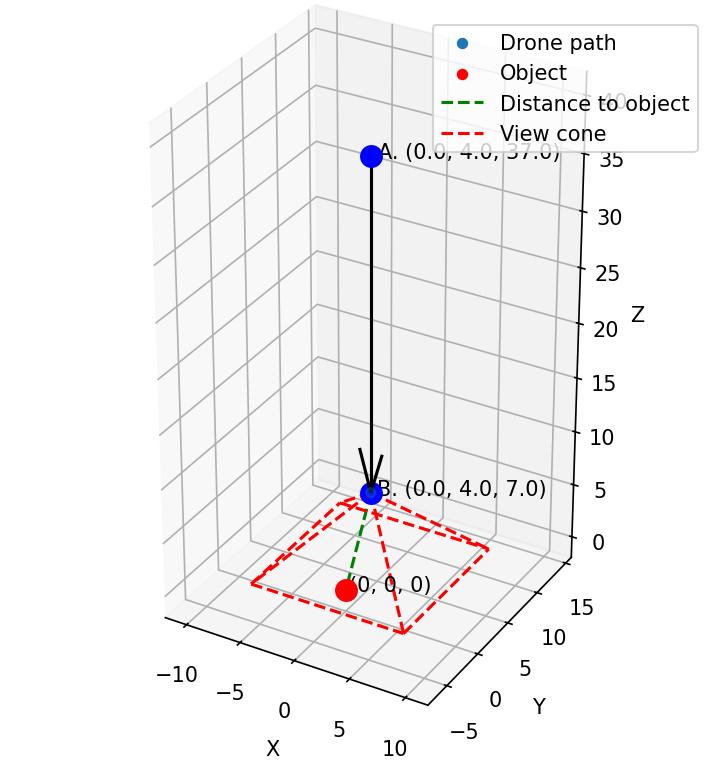 Drone path
Object
Distance to object
View cone
A. (0.0, 4.0, 37.0)
B. (0.0, 4.0, 7.0)
(0, 0, 0)
40
35
30
25
20
15
10
5
0
Z
−10
−5
0
5
10
X
15
10
5
0
−5
Y